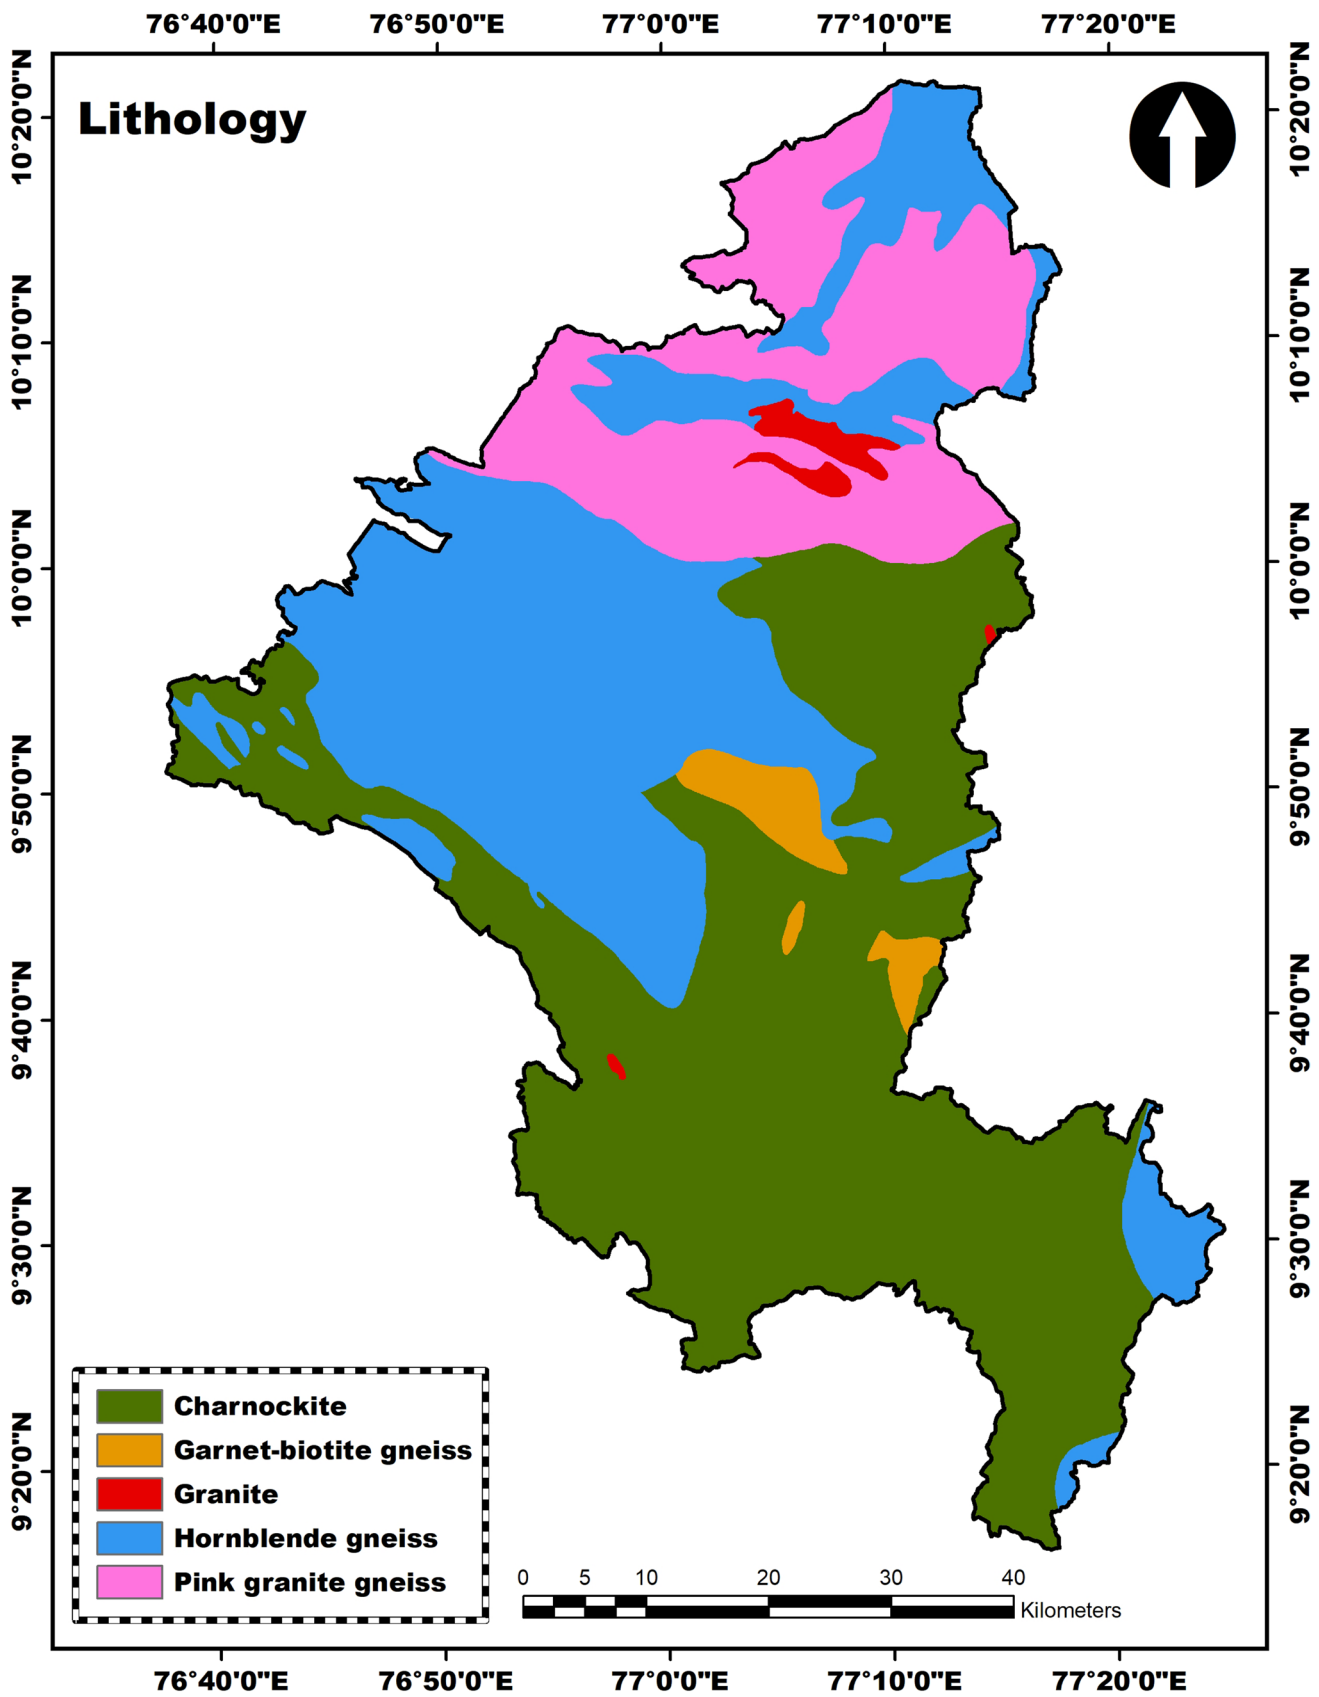 76°40'0"E 76°50'0"E 77°0'0"E 77°10'0"E 77°20'0"E
Lithology
10°20'0"N 10°20'0"N
10°10'0"N 10°10'0"N
10°0'0"N 10°0'0"N
9°50'0"N 9°50'0"N
9°40'0"N 9°40'0"N
9°30'0"N 9°30'0"N
9°20'0"N 9°20'0"N
Charnockite
Garnet-biotite gneiss
Granite
Hornblende gneiss
Pink granite gneiss
0 5 10 20 30 40
Kilometers
76°40'0"E 76°50'0"E 77°0'0"E 77°10'0"E 77°20'0"E